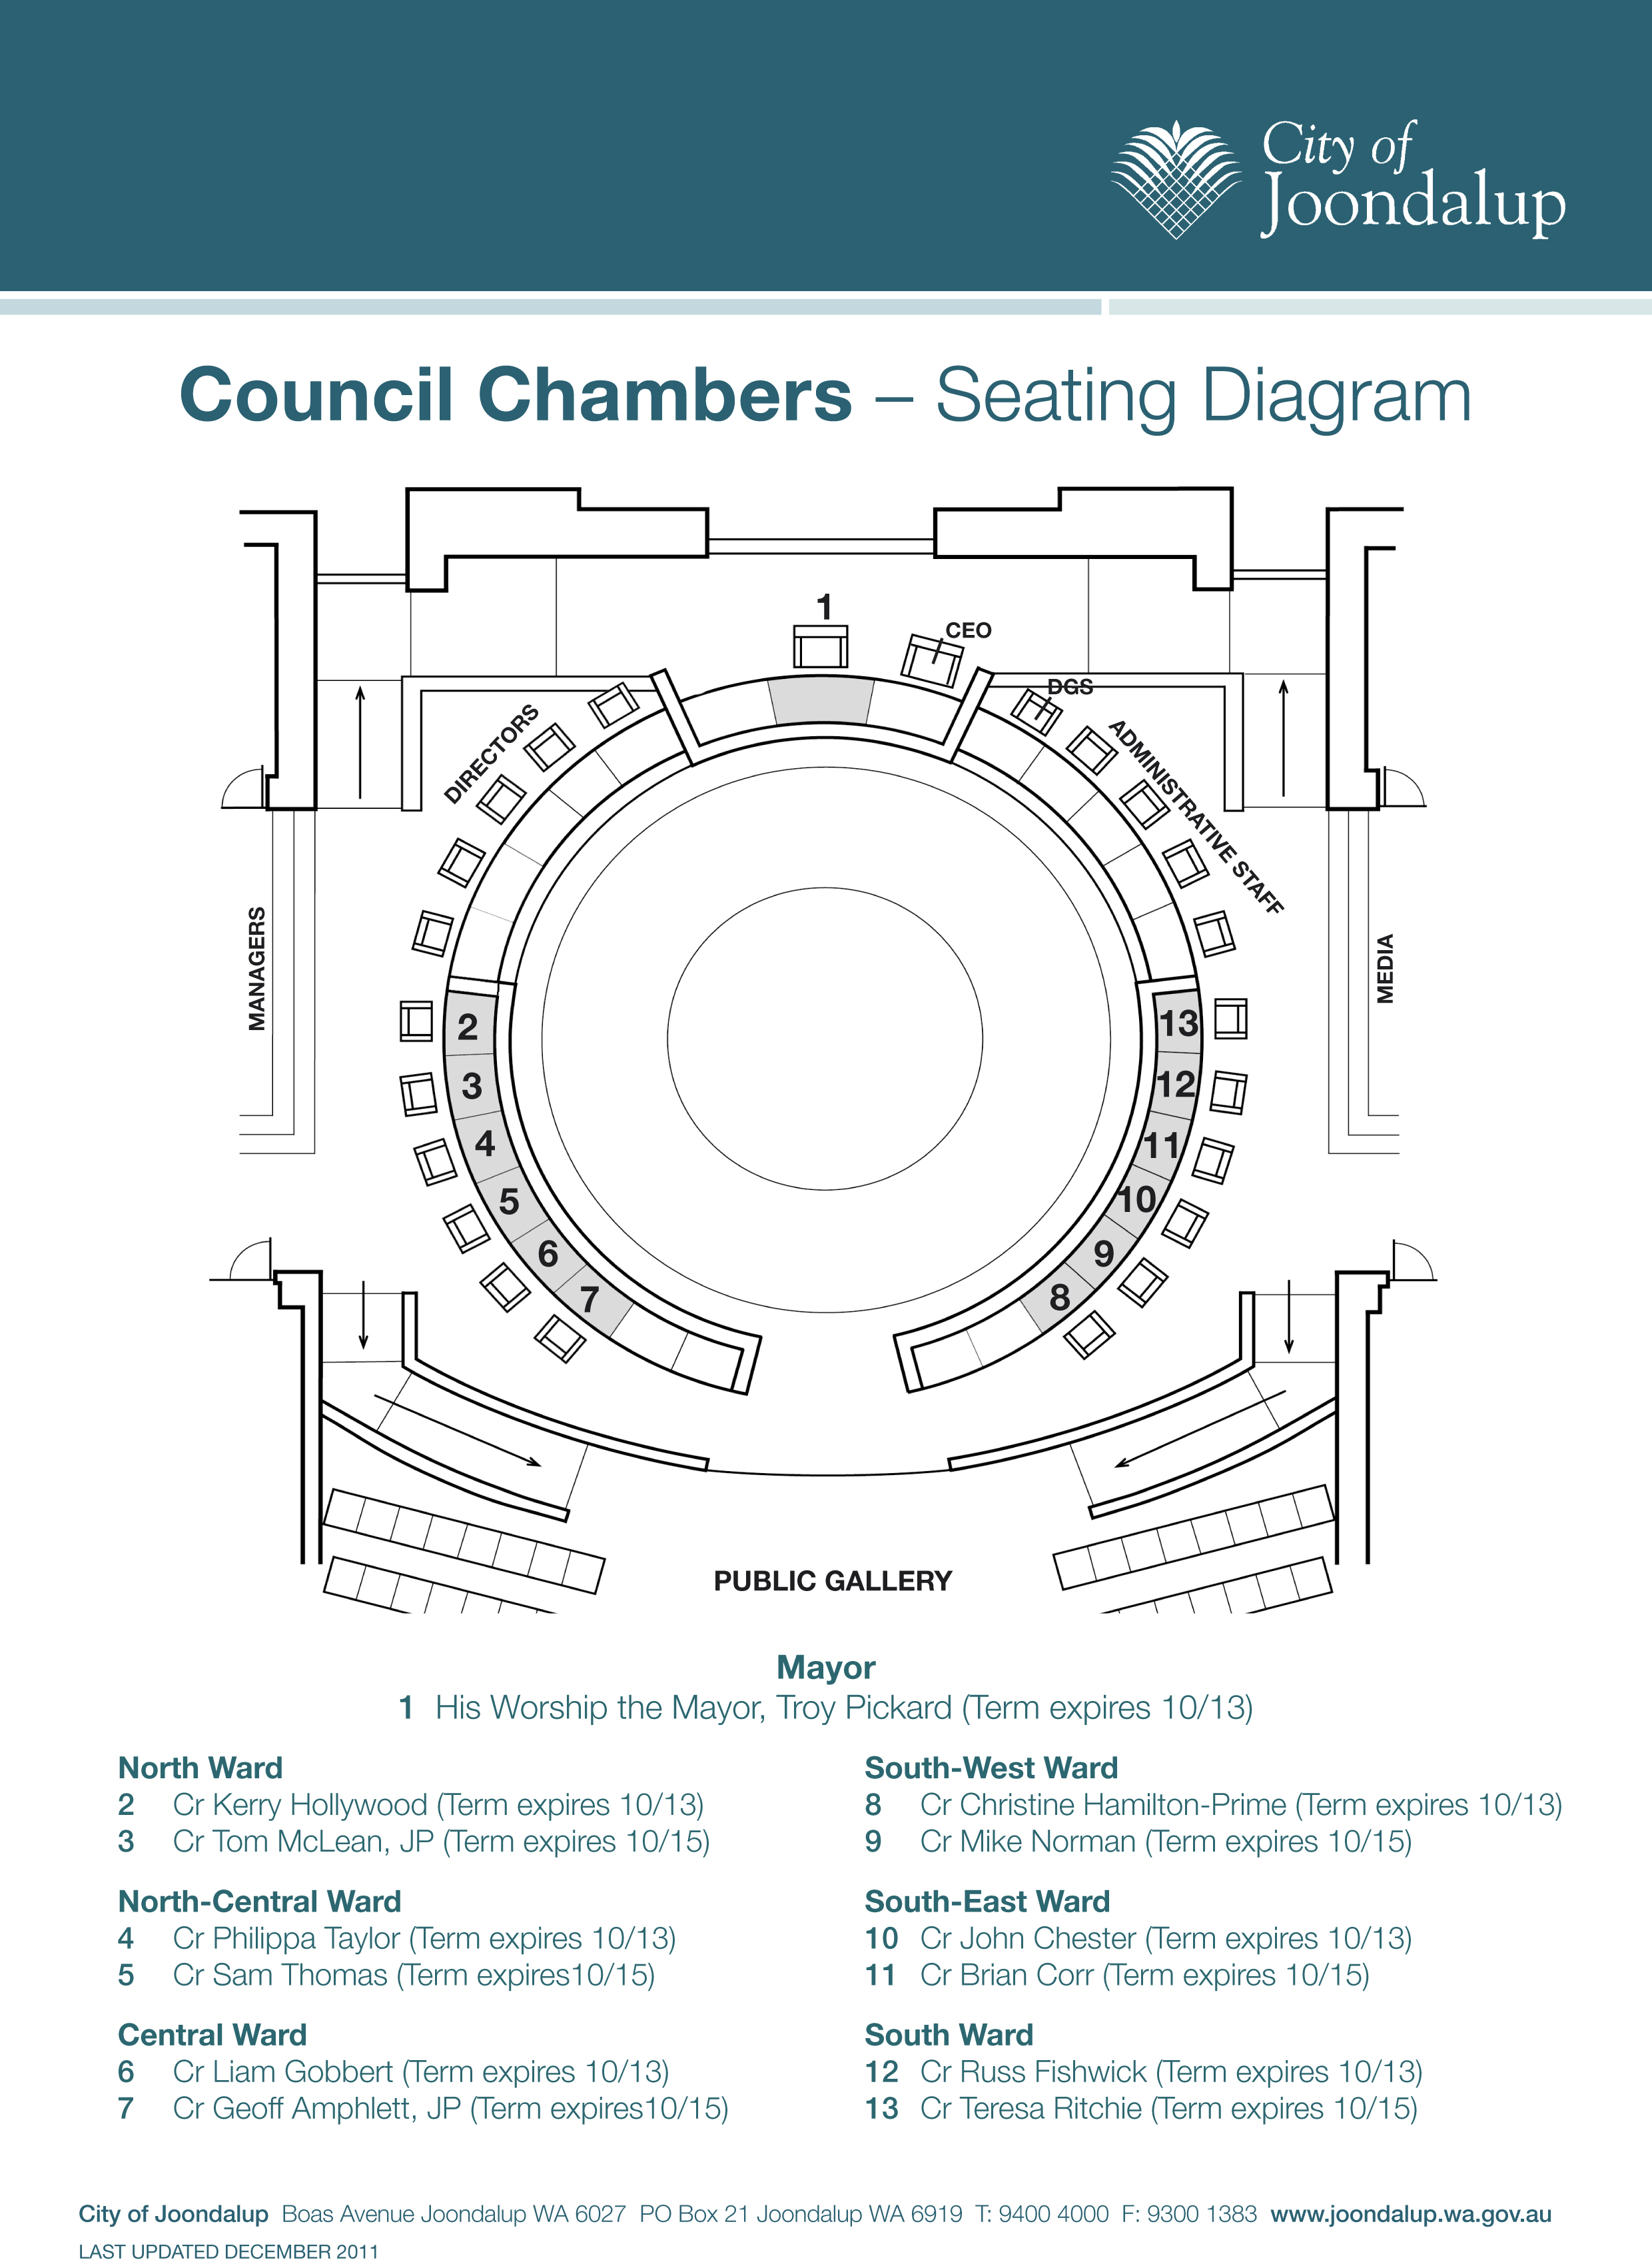 City of
Joondalup
Council Chambers – Seating Diagram
1
CEO
DGS
DIRECTORS
ADMINISTRATIVE STAFF
MANAGERS
MEDIA
2
13
3
12
4
11
5
10
6
9
7
8
PUBLIC GALLERY
Mayor
1 His Worship the Mayor, Troy Pickard (Term expires 10/13)
North Ward
2 Cr Kerry Hollywood (Term expires 10/13)
3 Cr Tom McLean, JP (Term expires 10/15)
North-Central Ward
4 Cr Philippa Taylor (Term expires 10/13)
5 Cr Sam Thomas (Term expires10/15)
Central Ward
6 Cr Liam Gobbert (Term expires 10/13)
7 Cr Geoff Amphlett, JP (Term expires10/15)
South-West Ward
8 Cr Christine Hamilton-Prime (Term expires 10/13)
9 Cr Mike Norman (Term expires 10/15)
South-East Ward
10 Cr John Chester (Term expires 10/13)
11 Cr Brian Corr (Term expires 10/15)
South Ward
12 Cr Russ Fishwick (Term expires 10/13)
13 Cr Teresa Ritchie (Term expires 10/15)
City of Joondalup Boas Avenue Joondalup WA 6027 PO Box 21 Joondalup WA 6919 T: 9400 4000 F: 9300 1383 www.joondalup.wa.gov.au
LAST UPDATED DECEMBER 2011